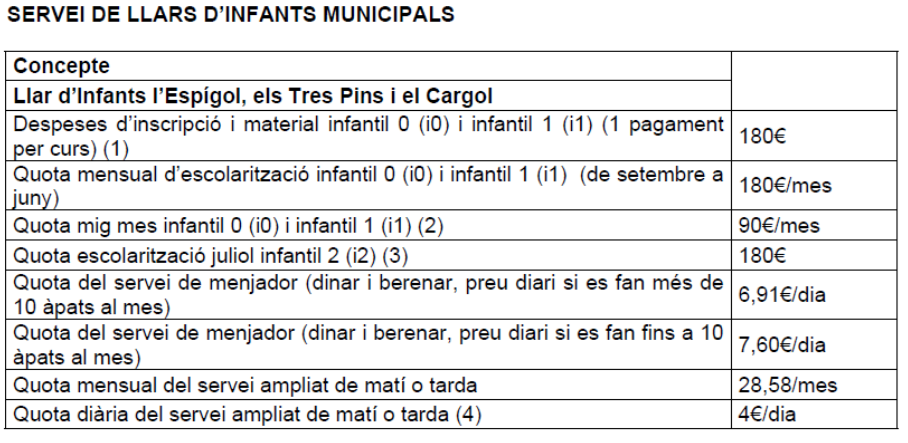 SERVEI DE LLARS D'INFANTS MUNICIPALS
Concepte
Llar d'Infants l'Espígol, els Tres Pins i el Cargol
Despeses d'inscripció i material infantil 0 (i0) i infantil 1 (i1) (1 pagament
per curs) (1)
180€
Quota mensual d'escolarització infantil 0 (i0) i infantil 1 (i1) (de setembre a
juny)
180€/mes
Quota mig mes infantil 0 (i0) i infantil 1 (i1) (2)
90€/mes
Quota escolarització juliol infantil 2 (i2) (3)
180€
Quota del servei de menjador (dinar i berenar, preu diari si es fan més de
10 àpats al mes)
6,91€/dia
Quota del servei de menjador (dinar i berenar, preu diari si es fan fins a 10
àpats al mes)
7,60€/dia
Quota mensual del servei ampliat de matí o tarda
28,58/mes
Quota diària del servei ampliat de matí o tarda (4)
4€/dia